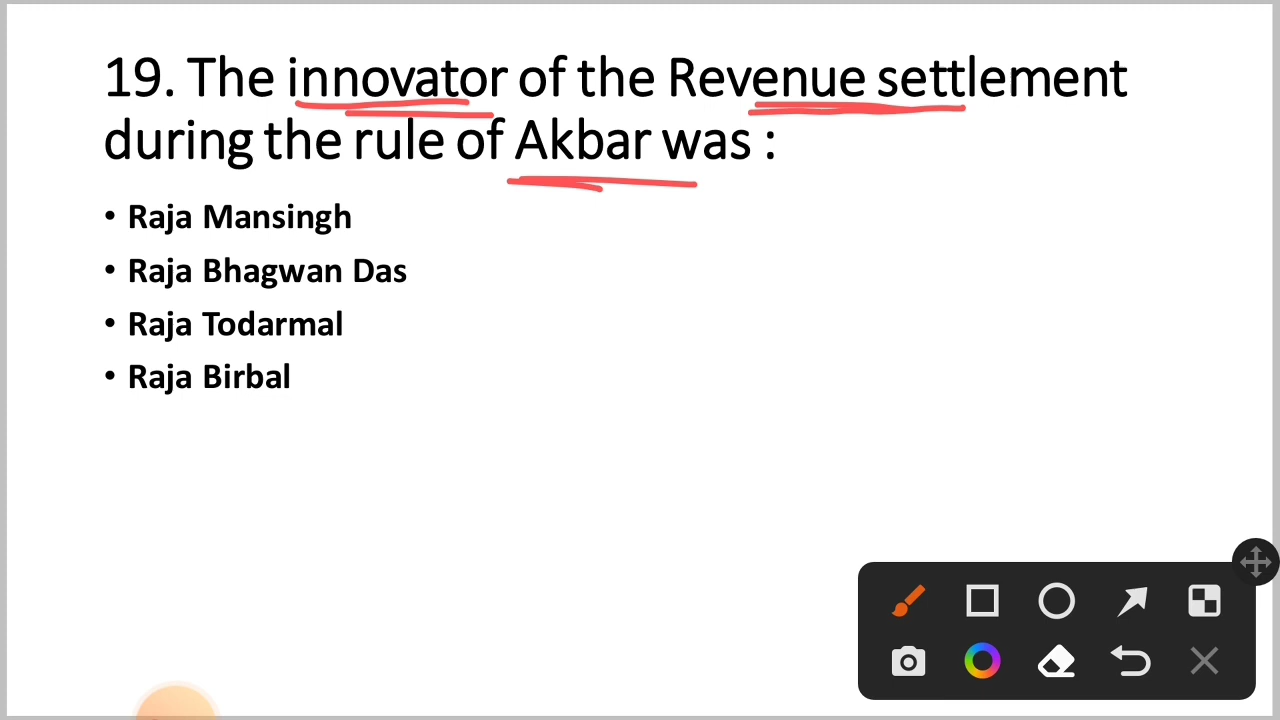 19. The innovator of the Revenue settlement
during the rule of Akbar was :
• Raja Mansingh
• Raja Bhagwan Das
• Raja Todarmal
• Raja Birbal